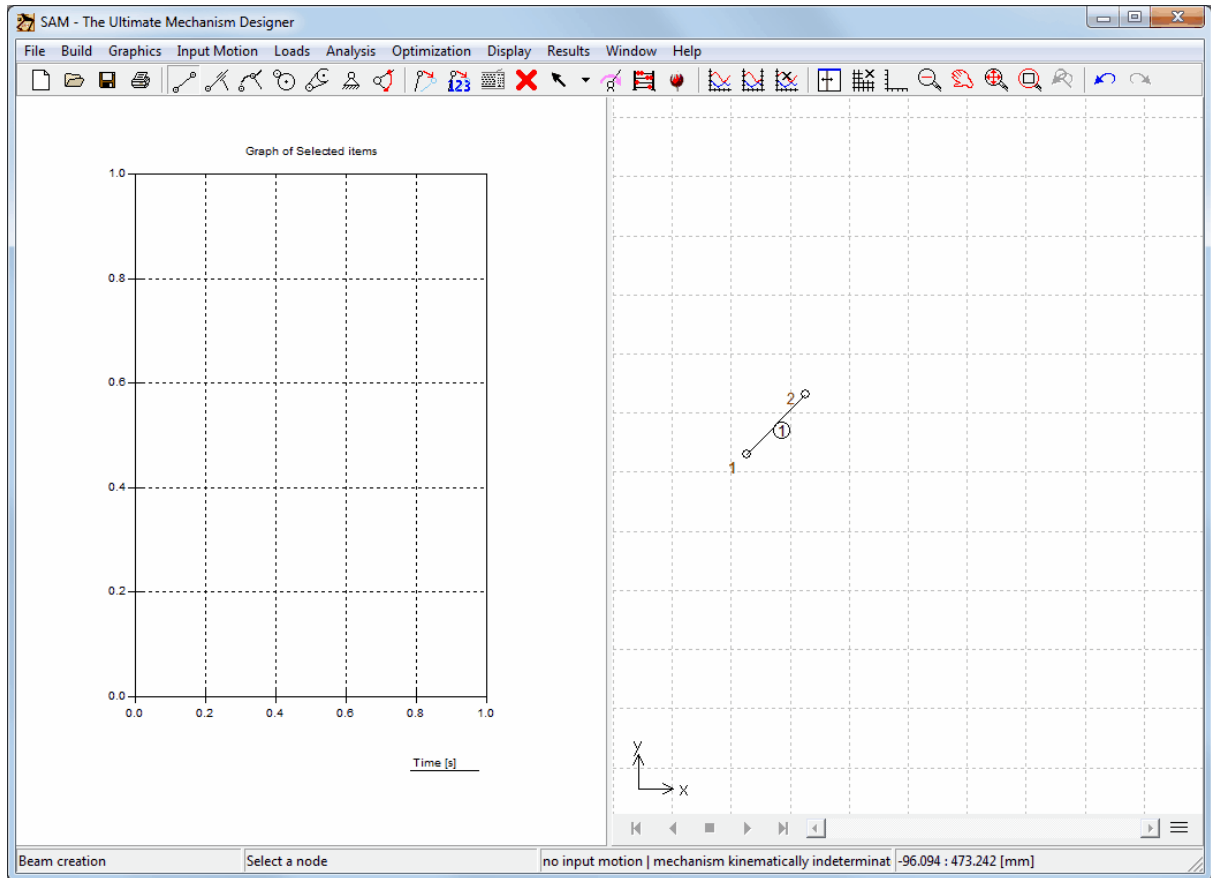 SAM - The Ultimate Mechanism Designer
File Build Graphics Input Motion Loads Analysis Optimization Display Results Window Help
123
Graph of Selected items
1.0
0.8
0.6
0.4
0.2
0.0
0.0 0.2 0.4 0.6 0.8 1.0
Time [s]
2
1
1
y
x
Beam creation Select a node no input motion | mechanism kinematically indeterminat -96.094 : 473.242 [mm]